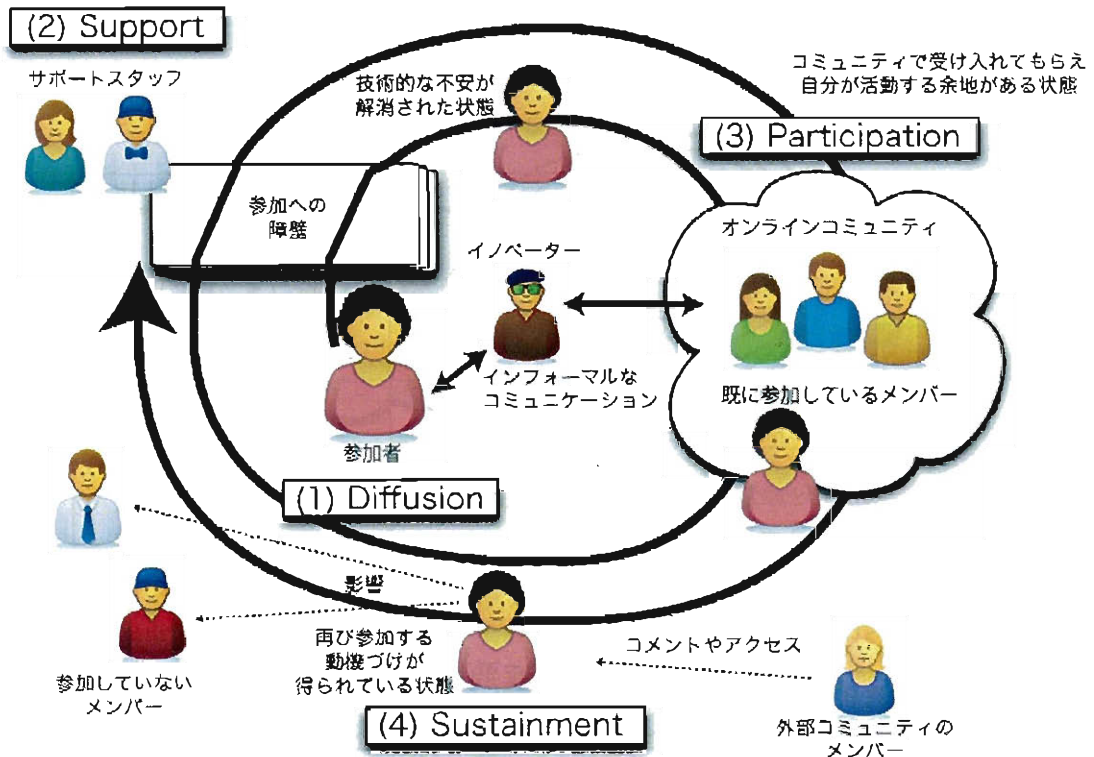 (2) Support
サポートスタッフ
技術的な不安が
解消された状態
コミュニティで受け入れてもらえ
自分が活動する余地がある状態
(3) Participation
参加への
障壁
オンラインコミュニティ
イノベーター
インフォーマルな
コミュニケーション
既に参加しているメンバー
参加者
(1) Diffusion
影響
再び参加する
動機づけが
得られている状態
コメントやアクセス
参加していない
メンバー
(4) Sustainment
外部コミュニティの
メンバー